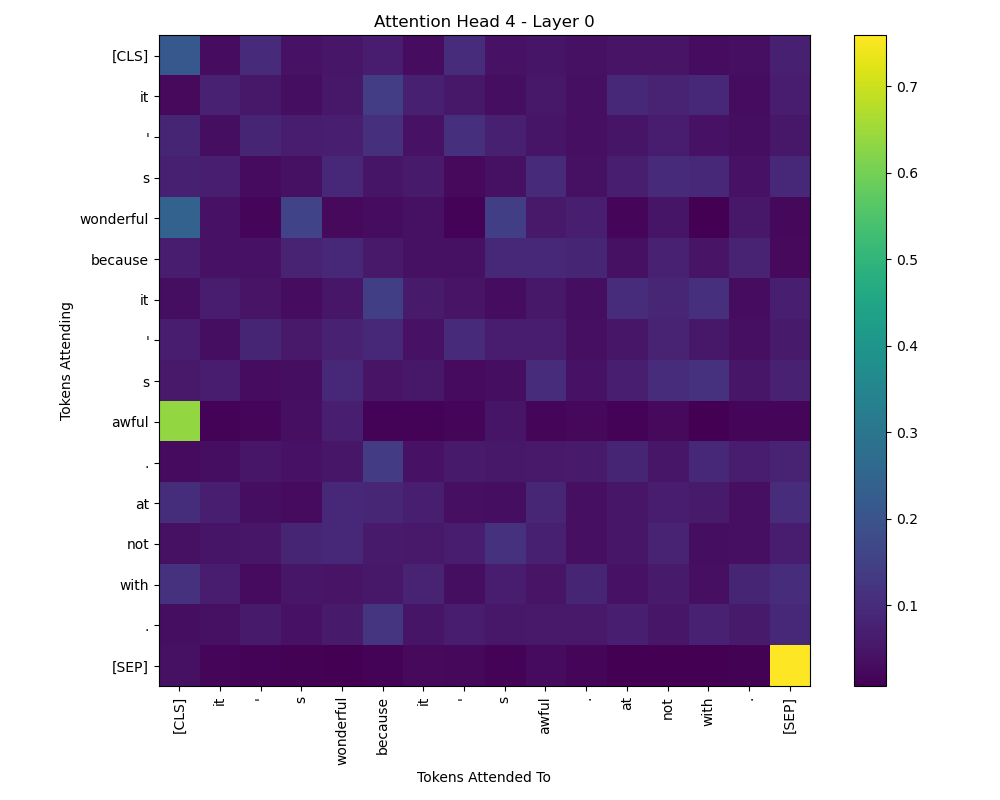 Attention Head 4 - Layer 0
[CLS]
it
'
s
wonderful
because
it
'
s
awful
.
at
not
with
.
[SEP]
Tokens Attending
[CLS]
it
'
s
wonderful
because
it
'
s
awful
.
at
not
with
.
[SEP]
Tokens Attended To
0.7
0.6
0.5
0.4
0.3
0.2
0.1